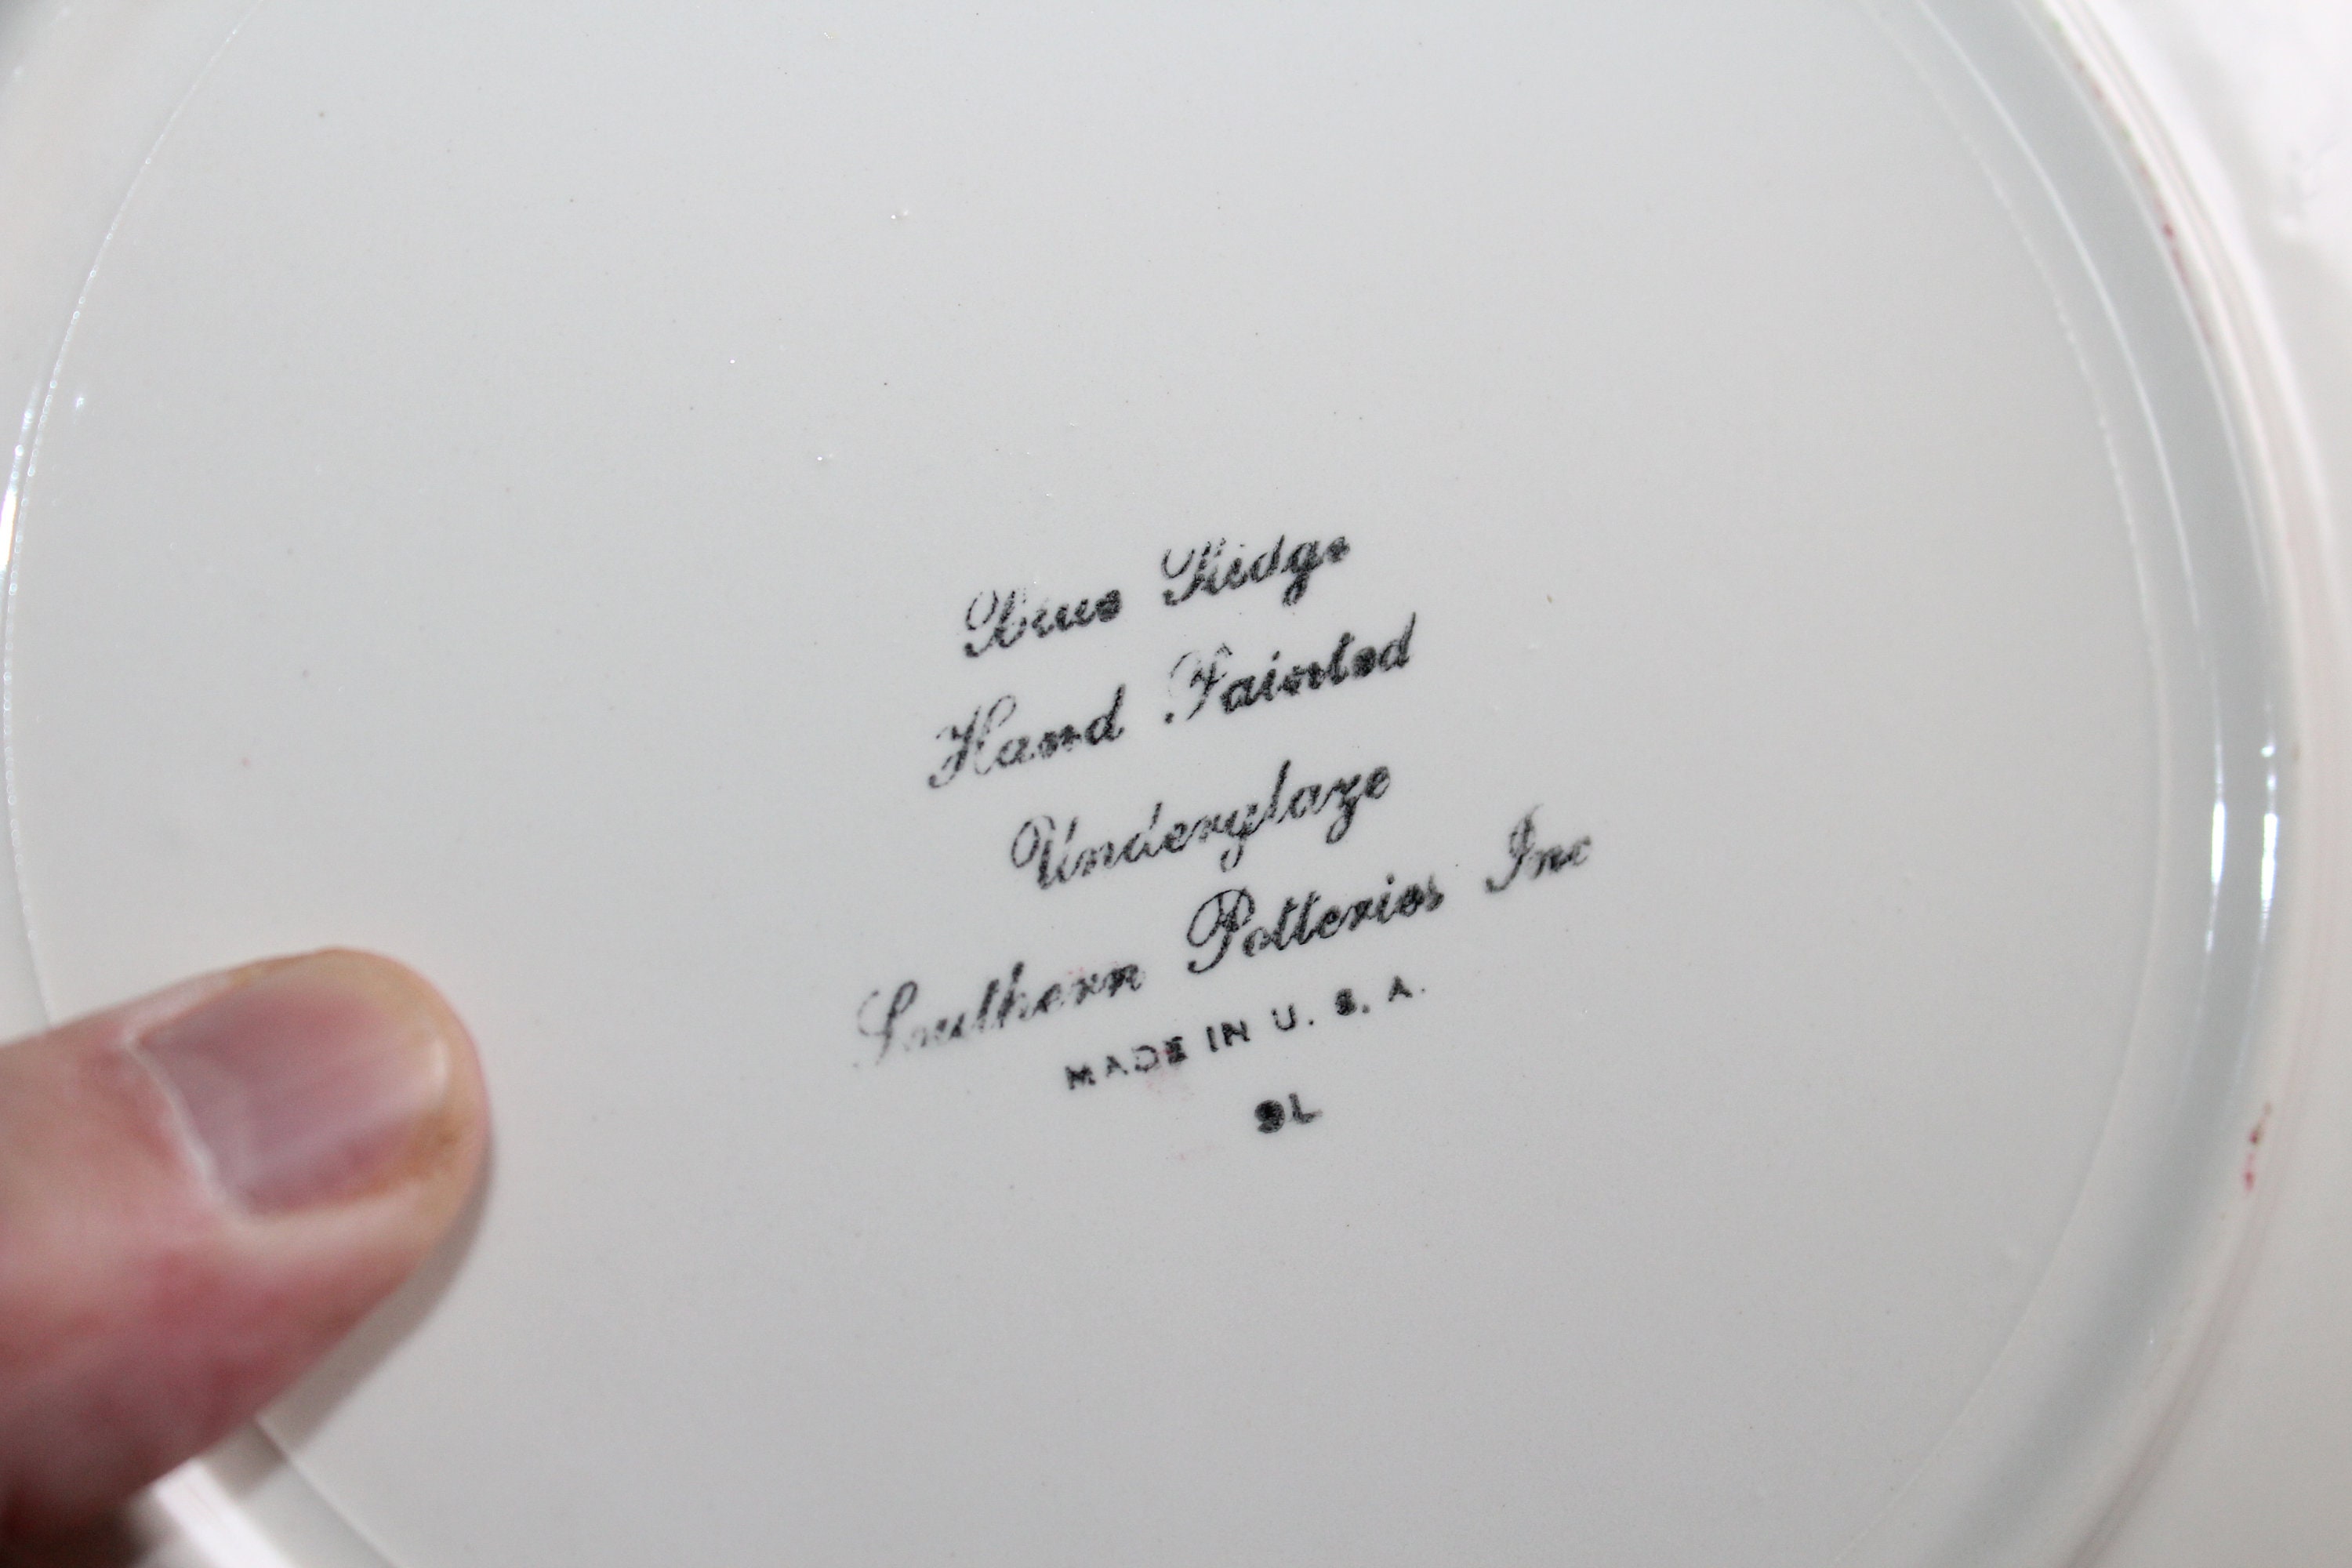 Blue Ridge
Hand Painted
Underglaze
Southern Potteries Inc
MADE IN U. S. A.
9L